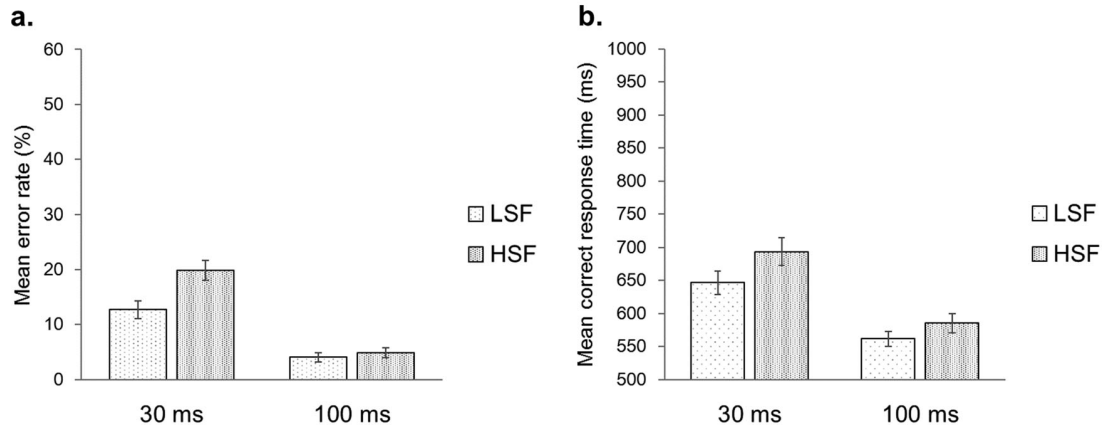 a.
Mean error rate (%)
60
50
40
30
20
10
0
30 ms
100 ms
LSF
HSF
b.
Mean correct response time (ms)
1000
950
900
850
800
750
700
650
600
550
500
30 ms
100 ms
LSF
HSF